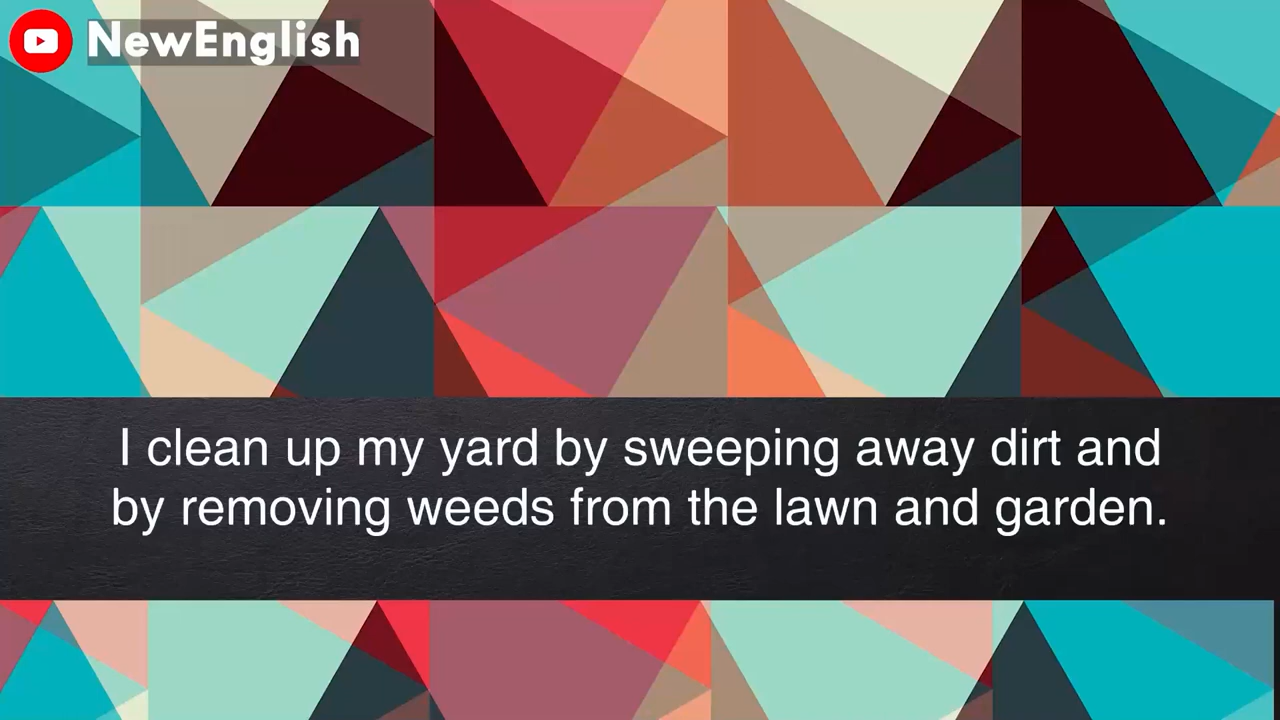 NewEnglish
I clean up my yard by sweeping away dirt and
by removing weeds from the lawn and garden.